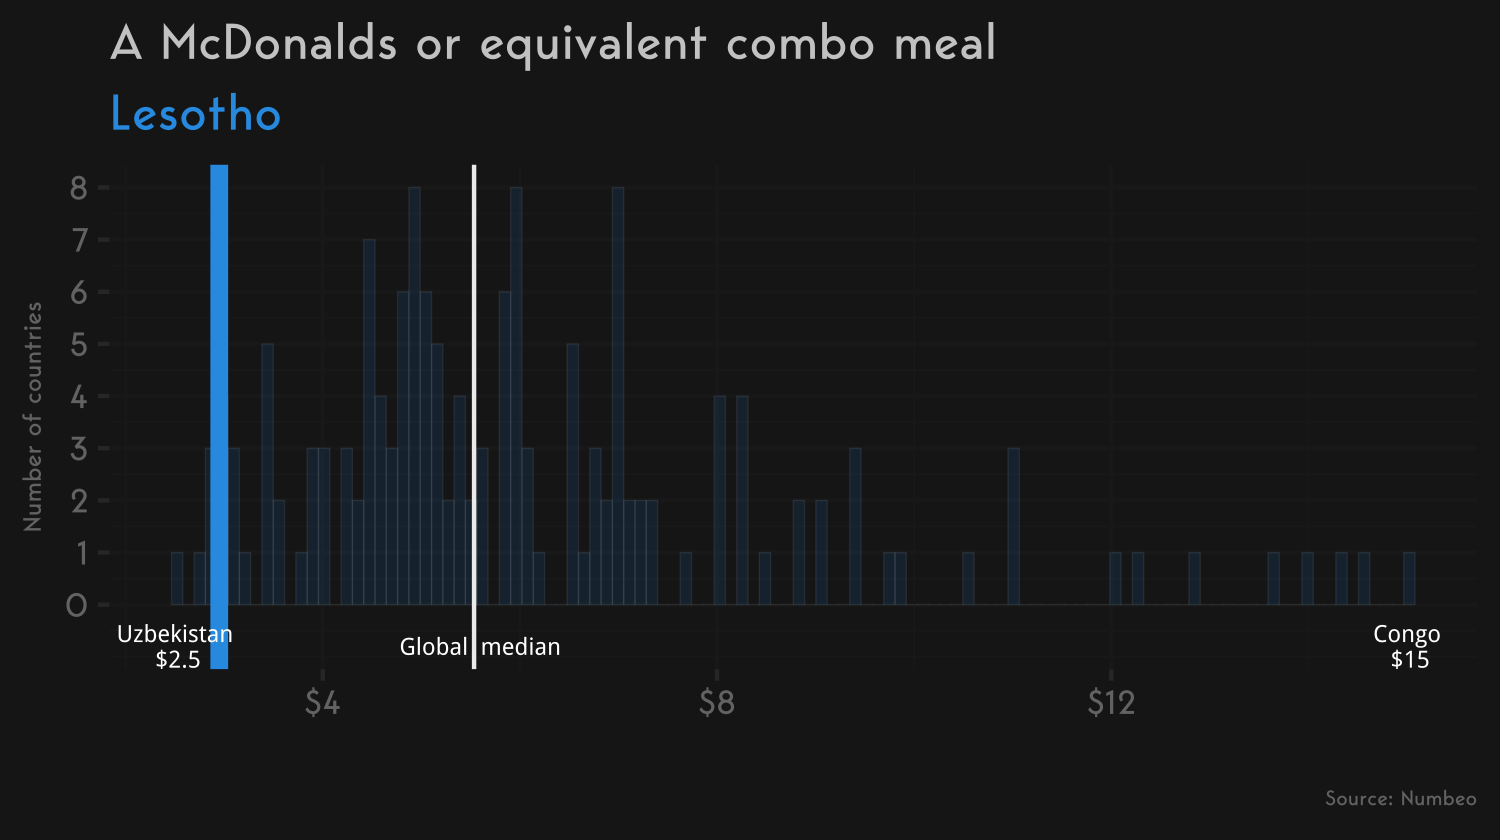 A McDonalds or equivalent combo meal
Lesotho
Number of countries
8
7
6
5
4
3
2
1
0
Uzbekistan
$2.5
Global median
Congo
$15
$4 $8 $12
Source: Numbeo